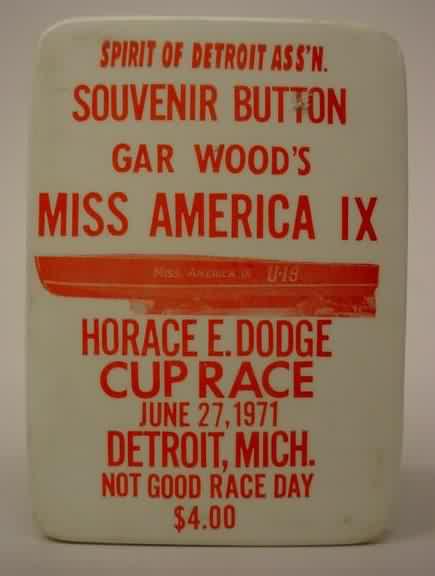 SPIRIT OF DETROIT ASS'N.
SOUVENIR BUTTON
GAR WOOD'S
MISS AMERICA IX
MISS AMERICA IX U-19
HORACE E. DODGE
CUP RACE
JUNE 27, 1971
DETROIT, MICH.
NOT GOOD RACE DAY
$4.00